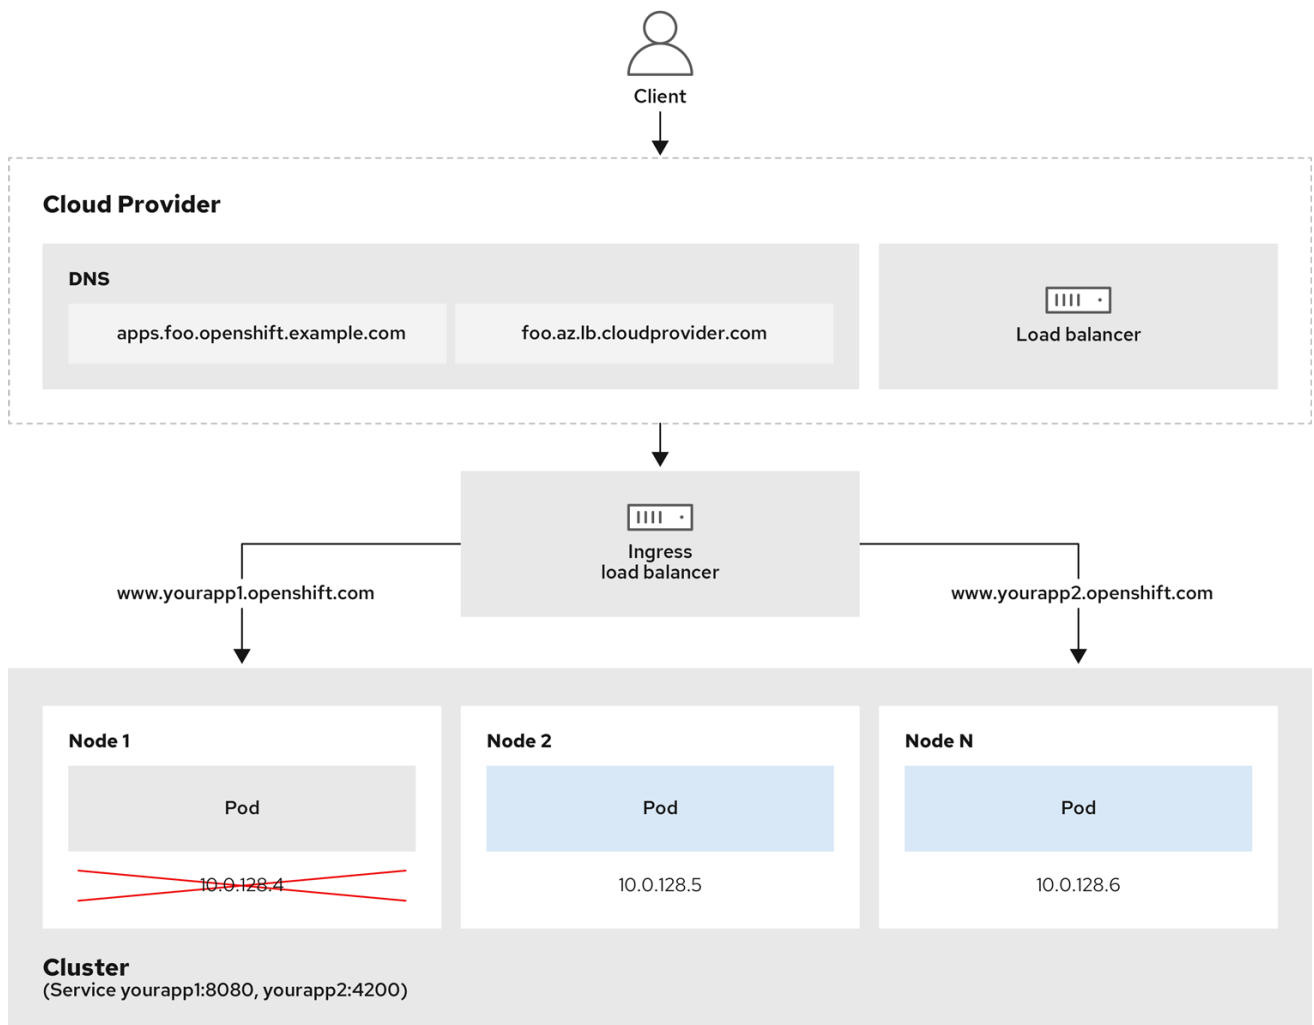 Client
Cloud Provider
DNS
apps.foo.openshift.example.com
foo.az.lb.cloudprovider.com
Load balancer
Ingress
load balancer
www.yourapp1.openshift.com
www.yourapp2.openshift.com
Node 1
Pod
10.0.128.4
Node 2
Pod
10.0.128.5
Node N
Pod
10.0.128.6
Cluster
(Service yourapp1:8080, yourapp2:4200)